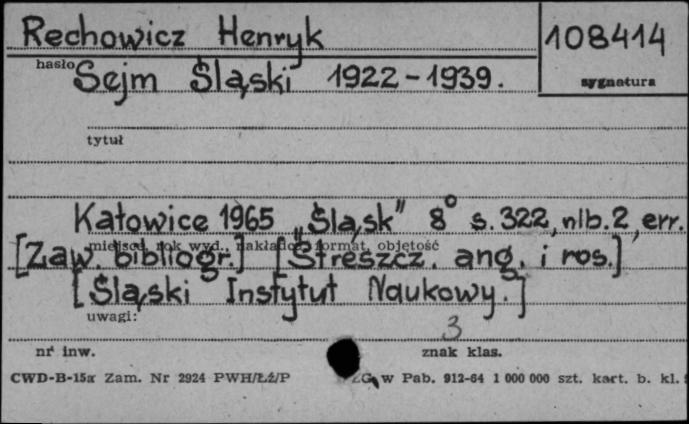 Rechowicz Henryk
108414
hasło
sygnatura
Sejm Śląski 1922-1939.
tytuł
Katowice 1965 „Śląsk" 8° s. 322, nlb. 2, err.
miejsce, rok wyd., nakładca, format, objętość
[Zaw. bibliogr.] [Streszcz. ang. i ros.]
[Śląski Instytut Naukowy.]
uwagi:
3
nr inw.
znak klas.
CWD-B-15a Zam. Nr 2924 PWH/Łź/P ZG, w Pab. 912-64 1 000 000 szt. kart. b. kl.